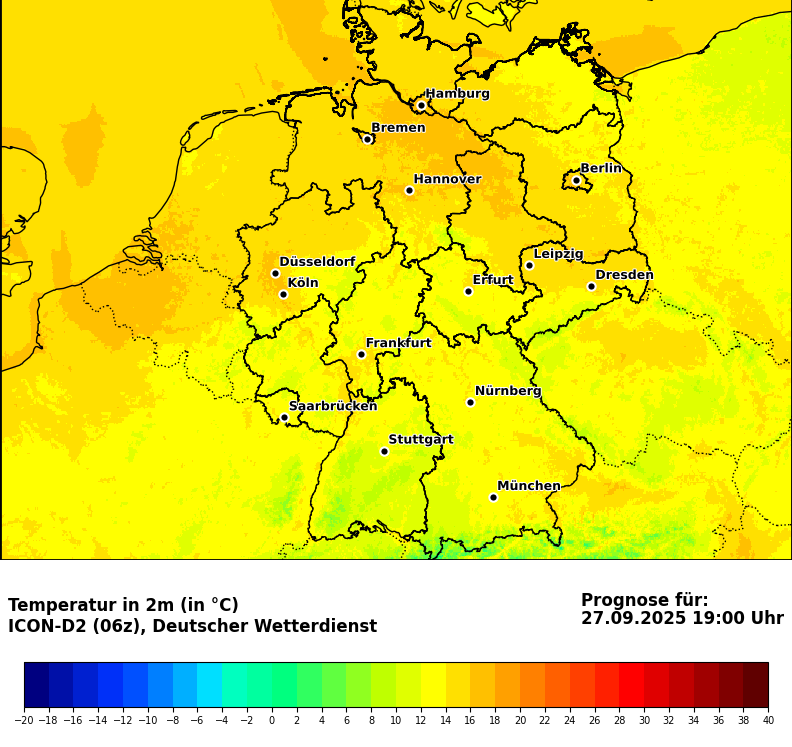 Hamburg
Bremen
Berlin
Hannover
Leipzig
Düsseldorf
Dresden
Köln
Erfurt
Frankfurt
Nürnberg
Saarbrücken
Stuttgart
München
Temperatur in 2m (in °C)
ICON-D2 (06z), Deutscher Wetterdienst
Prognose für:
27.09.2025 19:00 Uhr
−20 −18 −16 −14 −12 −10 −8 −6 −4 −2 0 2 4 6 8 10 12 14 16 18 20 22 24 26 28 30 32 34 36 38 40